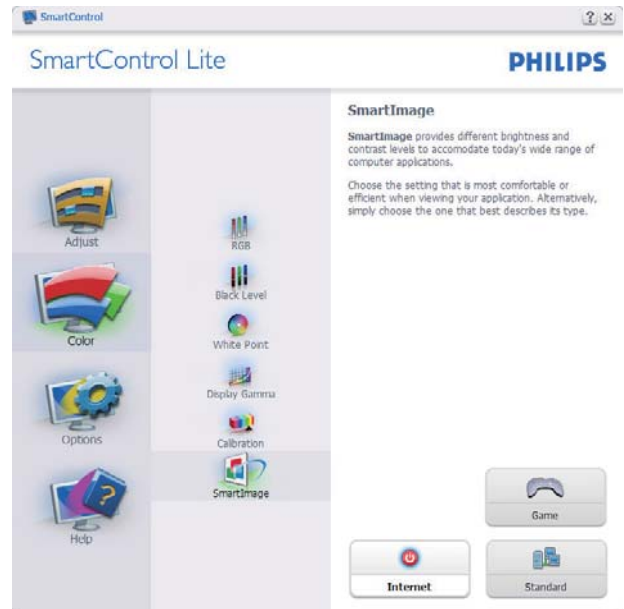 SmartControl
SmartControl Lite
PHILIPS
Adjust
Color
Options
Help
RGB
Black Level
White Point
Display Gamma
Calibration
SmartImage
SmartImage
SmartImage provides different brightness and
contrast levels to accomodate today's wide range of
computer applications.
Choose the setting that is most comfortable or
efficient when viewing your application. Alternatively,
simply choose the one that best describes its type.
Game
Internet
Standard